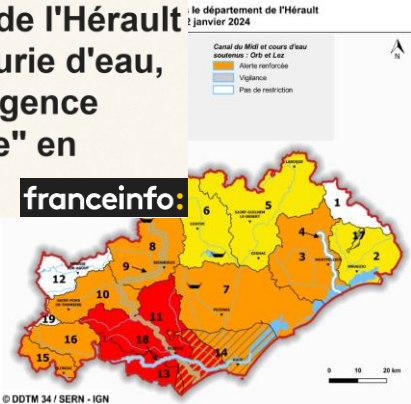 de l'Hérault
urie d'eau,
gence
e" en
franceinfo:
s le département de l'Hérault
2 janvier 2024
Canal du Midi et cours d'eau
soutenus : Orb et Lez
Alerte renforcée
Vigilance
Pas de restriction
N
LODEVE
GIGNAC
PEZENAS
1
2
3
4
5
6
7
8
9
10
11
12
13
14
15
16
17
18
19
0 10 20 km
© DDTM 34 / SERN - IGN